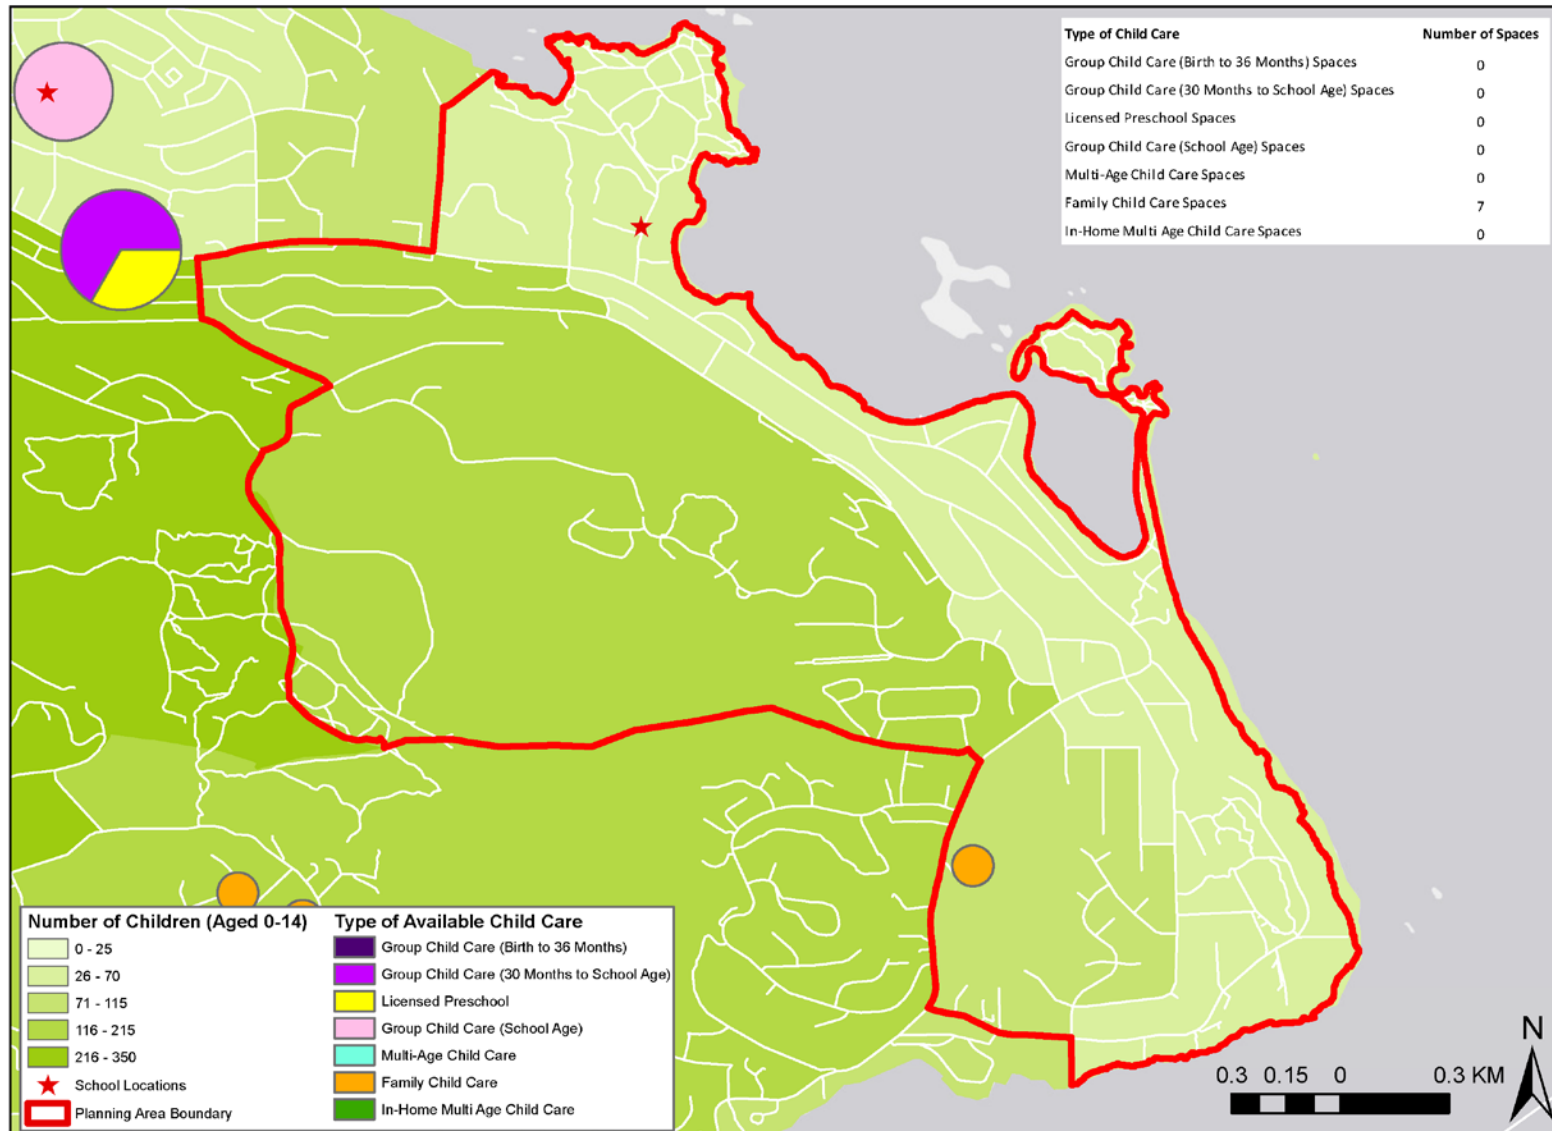 Type of Child Care Number of Spaces
Group Child Care (Birth to 36 Months) Spaces 0
Group Child Care (30 Months to School Age) Spaces 0
Licensed Preschool Spaces 0
Group Child Care (School Age) Spaces 0
Multi-Age Child Care Spaces 0
Family Child Care Spaces 7
In-Home Multi Age Child Care Spaces 0
Number of Children (Aged 0-14)
0 - 25
26 - 70
71 - 115
116 - 215
216 - 350
School Locations
Planning Area Boundary
Type of Available Child Care
Group Child Care (Birth to 36 Months)
Group Child Care (30 Months to School Age)
Licensed Preschool
Group Child Care (School Age)
Multi-Age Child Care
Family Child Care
In-Home Multi Age Child Care
0.3 0.15 0 0.3 KM
N